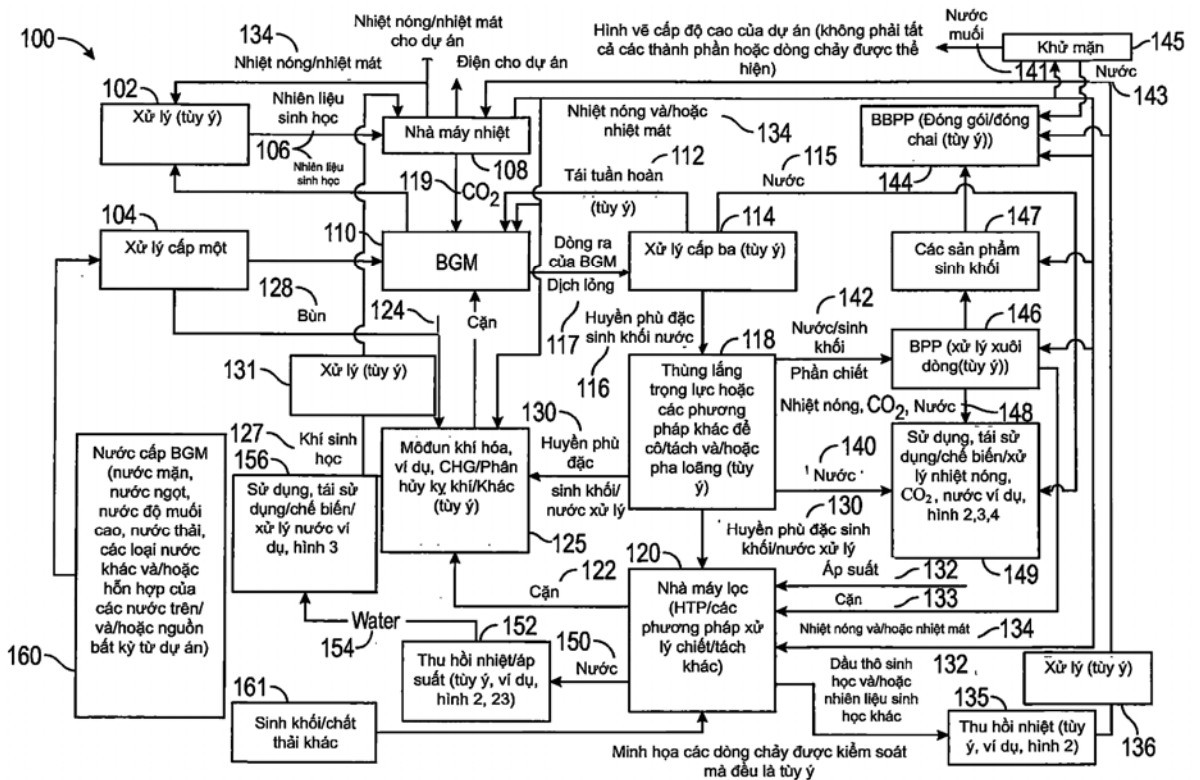 100
134
Nhiệt nóng/nhiệt mát
Nhiệt nóng/nhiệt mát
cho dự án
Điện cho dự án
Hình vẽ cấp độ cao của dự án (không phải tất
cả các thành phần hoặc dòng chảy được thể
hiện)
Nước
muối
141
Khử mặn
145
Nước
143
102
Xử lý (tùy ý)
Nhiên liệu
sinh học
106
Nhiên liệu
sinh học
Nhà máy nhiệt
108
Nhiệt nóng và/hoặc
nhiệt mát
134
BBPP (Đóng gói/đóng
chai (tùy ý))
144
119
CO2
112
Tái tuần hoàn
(tùy ý)
115
Nước
104
Xử lý cấp một
110
BGM
Dòng ra
của BGM
Dịch lỏng
117
114
Xử lý cấp ba (tùy ý)
147
Các sản phẩm
sinh khối
128
Bùn
124
Cặn
Huyền phù đặc
sinh khối nước
116
118
Thùng lắng
trọng lực hoặc
các phương
pháp khác để
cô/tách và/hoặc
pha loãng (tùy
ý)
142
Nước/sinh
khối
Phần chiết
146
BPP (xử lý xuôi
dòng(tùy ý))
Nhiệt nóng, CO2, Nước
148
131
Xử lý (tùy ý)
127
Khí sinh
học
130
Huyền phù
đặc
sinh khối/
nước xử lý
140
Nước
130
Huyền phù đặc sinh
khối/nước xử lý
Sử dụng, tái sử
dụng/chế biến/xử
lý nhiệt nóng,
CO2, nước ví dụ,
hình 2,3,4
149
160
Nước cấp BGM
(nước mặn,
nước ngọt,
nước độ muối
cao, nước thải,
các loại nước
khác và/hoặc
hỗn hợp của
các nước trên/
và/hoặc nguồn
bất kỳ từ dự án)
156
Sử dụng, tái sử
dụng/chế biến/
xử lý nước ví
dụ, hình 3
Môđun khí hóa,
ví dụ, CHG/Phân
hủy kỵ khí/Khác
(tùy ý)
125
122
Cặn
120
Nhà máy lọc
(HTP/các
phương pháp xử
lý chiết/tách
khác)
Áp suất
132
Cặn
133
Nhiệt nóng và/hoặc nhiệt mát
134
Water
154
152
Thu hồi nhiệt/áp
suất (tùy ý, ví dụ,
hình 2, 23)
150
Nước
161
Sinh khối/chất
thải khác
Dầu thô sinh
học và/hoặc
nhiên liệu sinh
học khác
132
135
Thu hồi nhiệt (tùy
ý, ví dụ, hình 2)
Xử lý (tùy ý)
136
Minh họa các dòng chảy được kiểm soát
mà đều là tùy ý